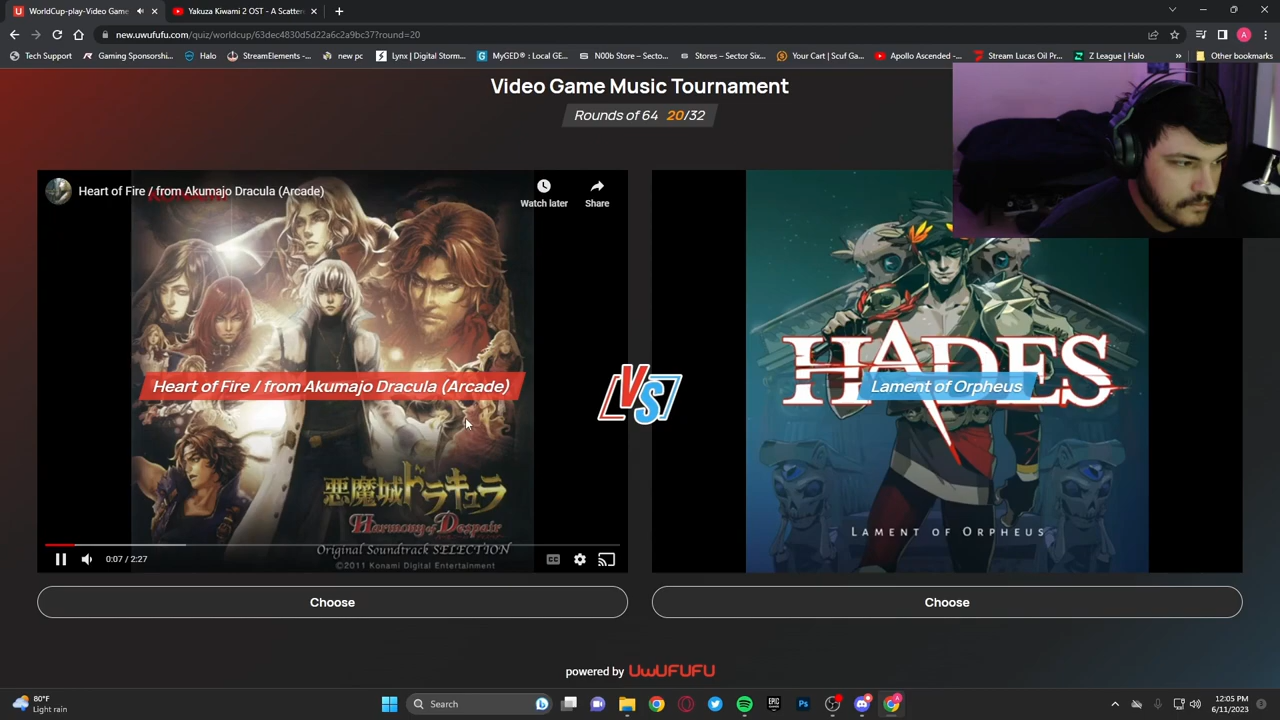 WorldCup-play-Video Game
Yakuza Kiwami 2 OST - A Scatter
new.uwufufu.com/quiz/worldcup/63dec4830d5d22a6c2a9bc37?round=20
Tech Support
Gaming Sponsorshi...
Halo
StreamElements -...
new pc
Lynx | Digital Storm...
MyGED® : Local GE...
N00b Store – Secto...
Stores – Sector Six...
Your Cart | Scuf Ga...
Apollo Ascended -...
Stream Lucas Oil Pr...
Z League | Halo
»
Other bookmarks
Video Game Music Tournament
Rounds of 64 20/32
Heart of Fire / from Akumajo Dracula (Arcade)
Watch later
Share
Heart of Fire / from Akumajo Dracula (Arcade)
VS
HADES
Lament of Orpheus
悪魔城ドラキュラ
Harmony of Despair
Original Soundtrack SELECTION
©2011 Konami Digital Entertainment
LAMENT OF ORPHEUS
0:07 / 2:27
CC
Choose
Choose
powered by UwUFUFU
80°F
Light rain
Search
EPIC
Ps
12:05 PM
6/11/2023